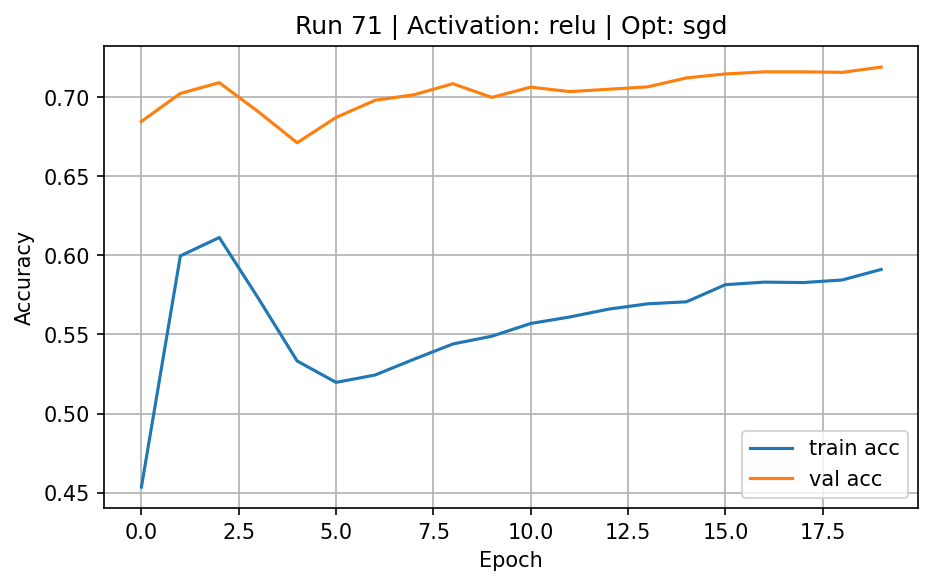 Run 71 | Activation: relu | Opt: sgd
0.70
0.65
0.60
0.55
0.50
0.45
Accuracy
train acc
val acc
0.0 2.5 5.0 7.5 10.0 12.5 15.0 17.5
Epoch